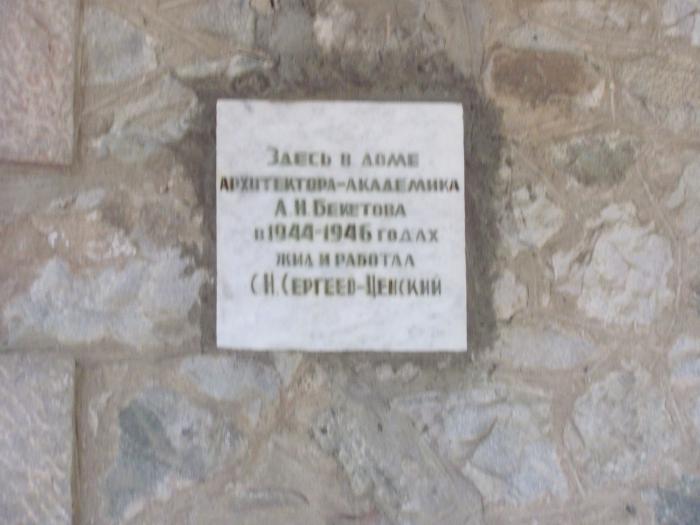 Здесь в доме
архитектора-академика
А.Н. Бекетова
в 1944-1946 годах
жил и работал
С.Н. Сергеев-Ценский